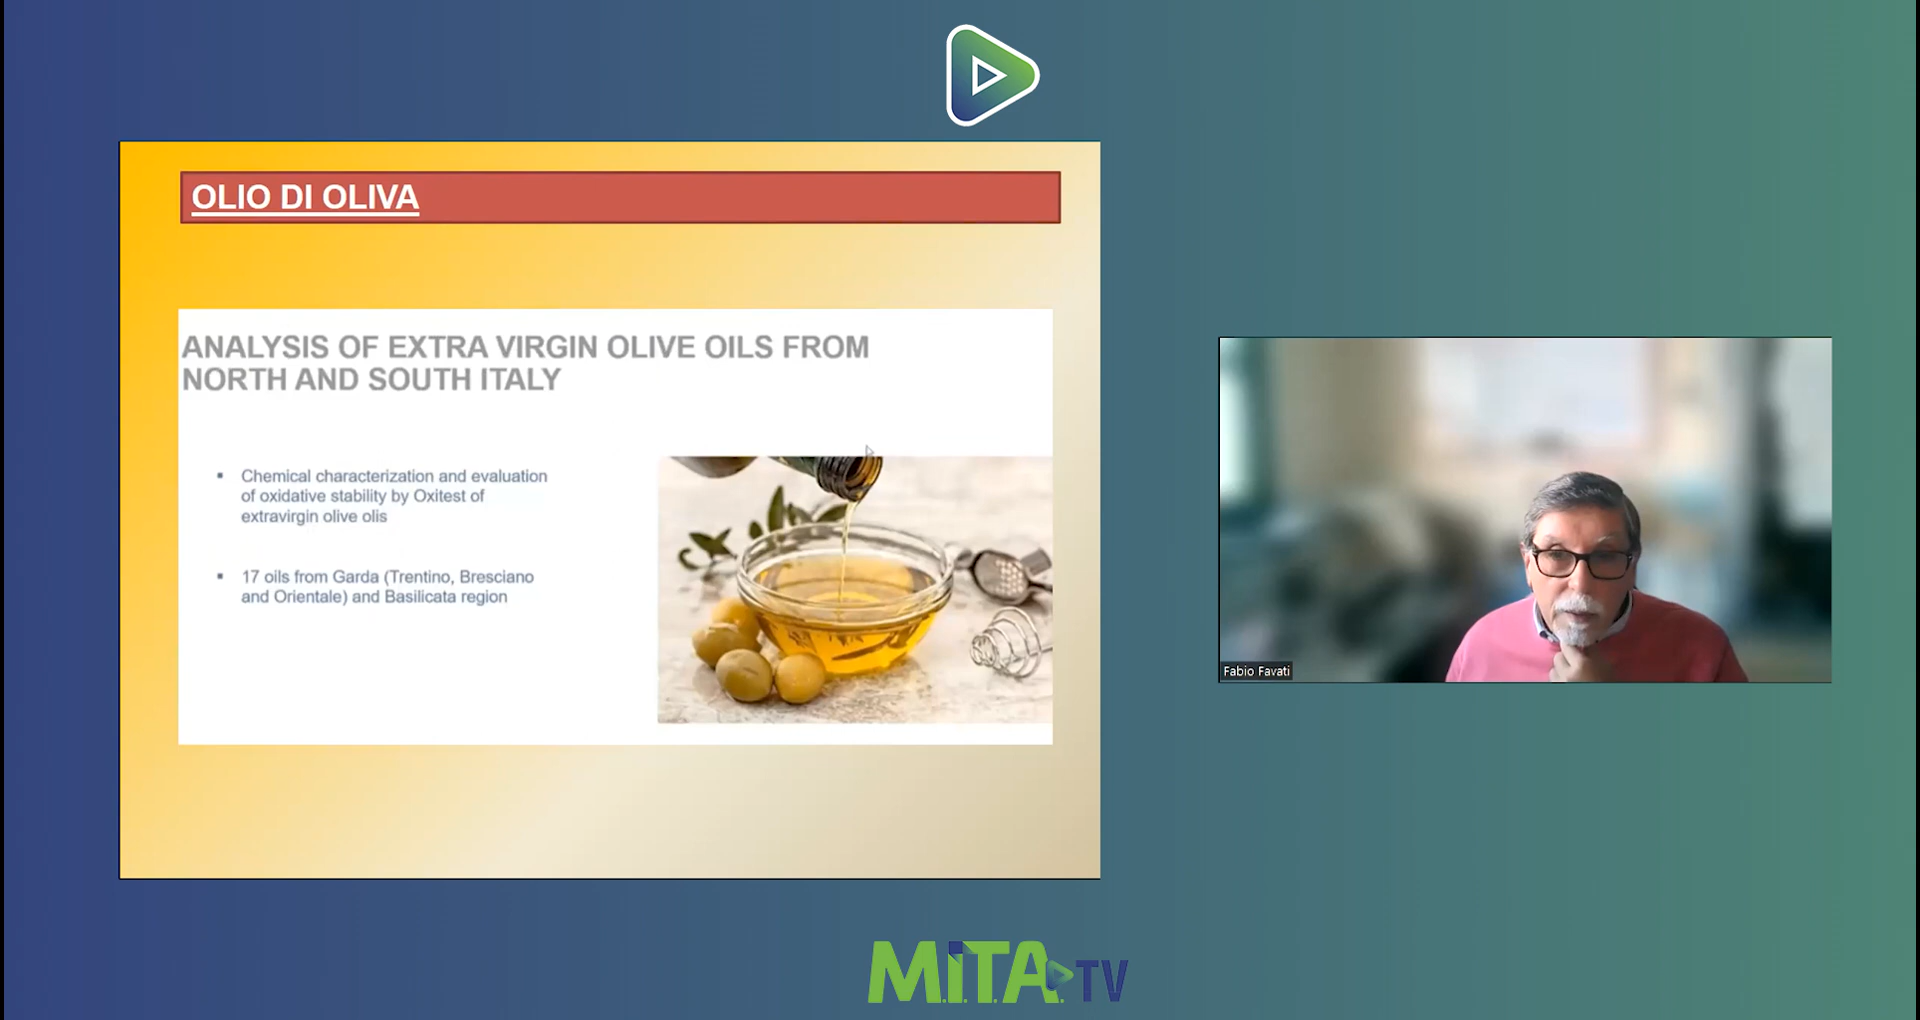 OLIO DI OLIVA
ANALYSIS OF EXTRA VIRGIN OLIVE OILS FROM
NORTH AND SOUTH ITALY
▪ Chemical characterization and evaluation
of oxidative stability by Oxitest of
extravirgin olive olis
▪ 17 oils from Garda (Trentino, Bresciano
and Orientale) and Basilicata region
Fabio Favati
M.I.T.A. TV